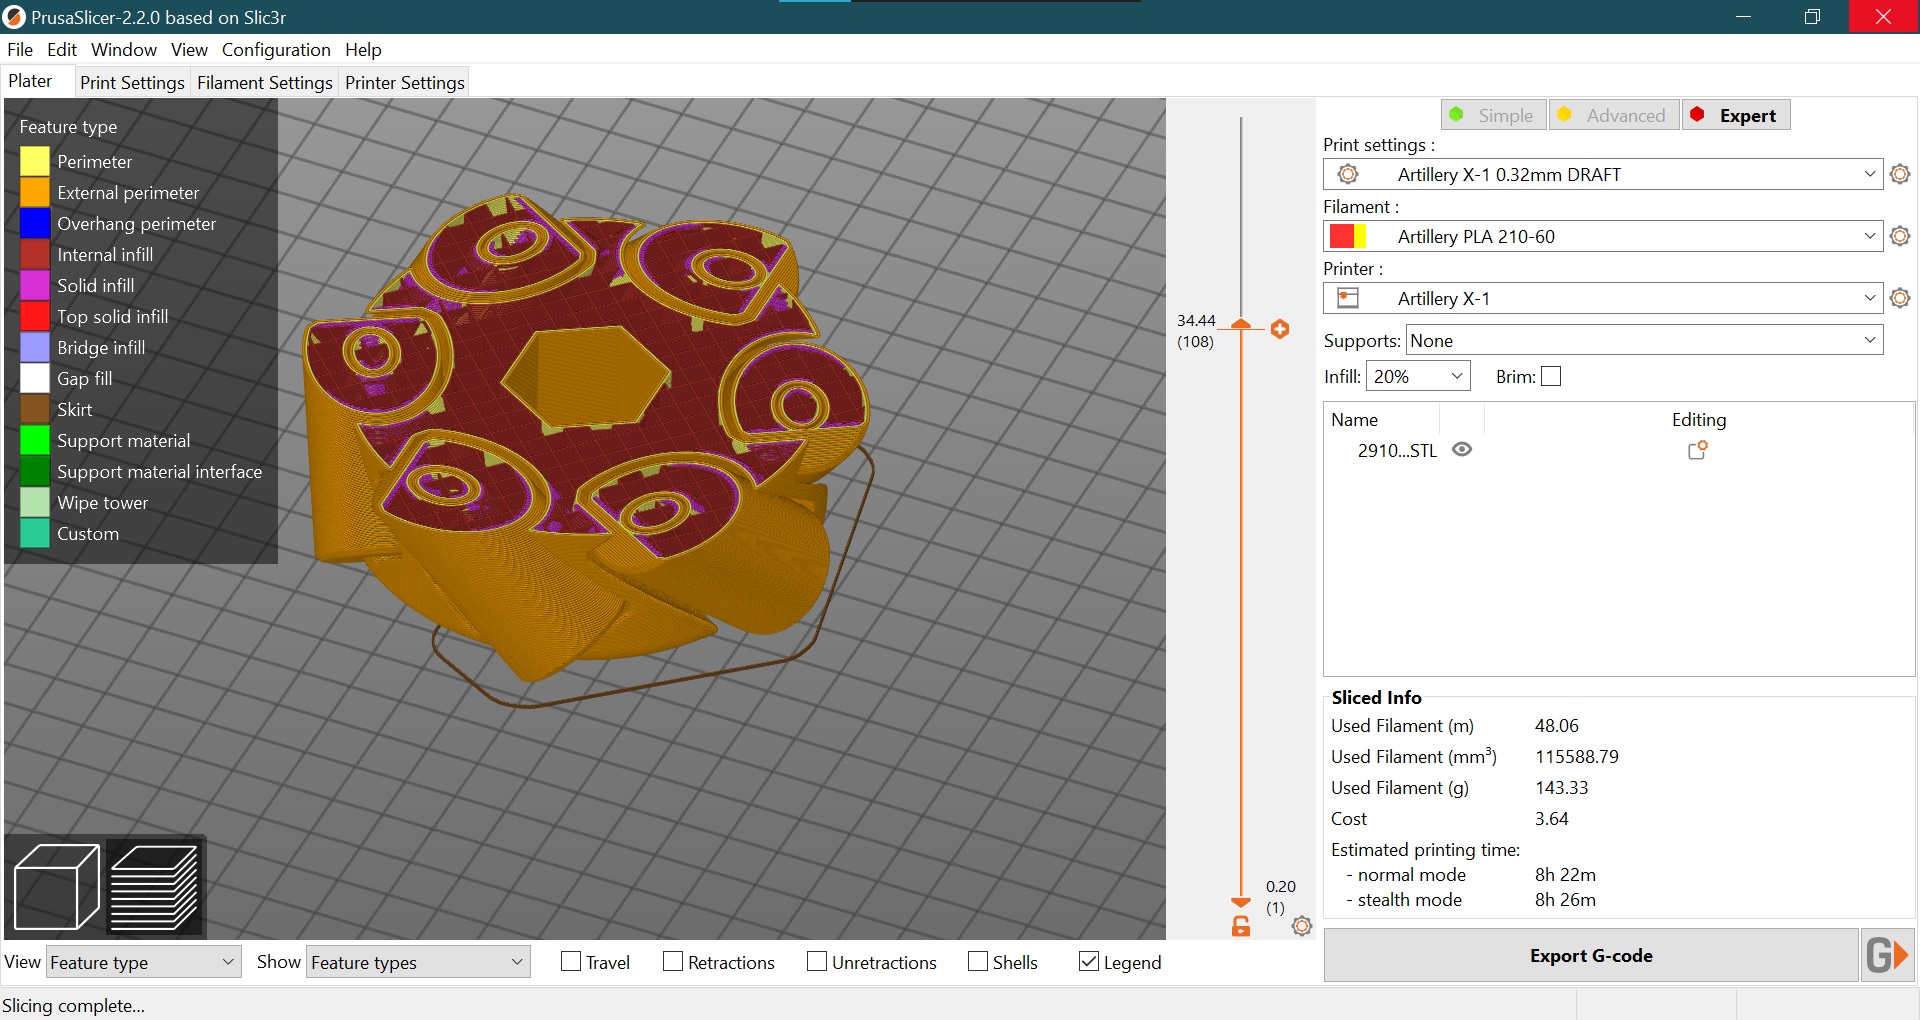 PrusaSlicer-2.2.0 based on Slic3r
File Edit Window View Configuration Help
Plater Print Settings Filament Settings Printer Settings
Feature type
Perimeter
External perimeter
Overhang perimeter
Internal infill
Solid infill
Top solid infill
Bridge infill
Gap fill
Skirt
Support material
Support material interface
Wipe tower
Custom
34.44
(108)
0.20
(1)
Simple Advanced Expert
Print settings :
Artillery X-1 0.32mm DRAFT
Filament :
Artillery PLA 210-60
Printer :
Artillery X-1
Supports: None
Infill: 20% Brim:
Name Editing
2910...STL
Sliced Info
Used Filament (m) 48.06
Used Filament (mm³) 115588.79
Used Filament (g) 143.33
Cost 3.64
Estimated printing time:
- normal mode 8h 22m
- stealth mode 8h 26m
Export G-code G
View Feature type Show Feature types Travel Retractions Unretractions Shells Legend
Slicing complete...